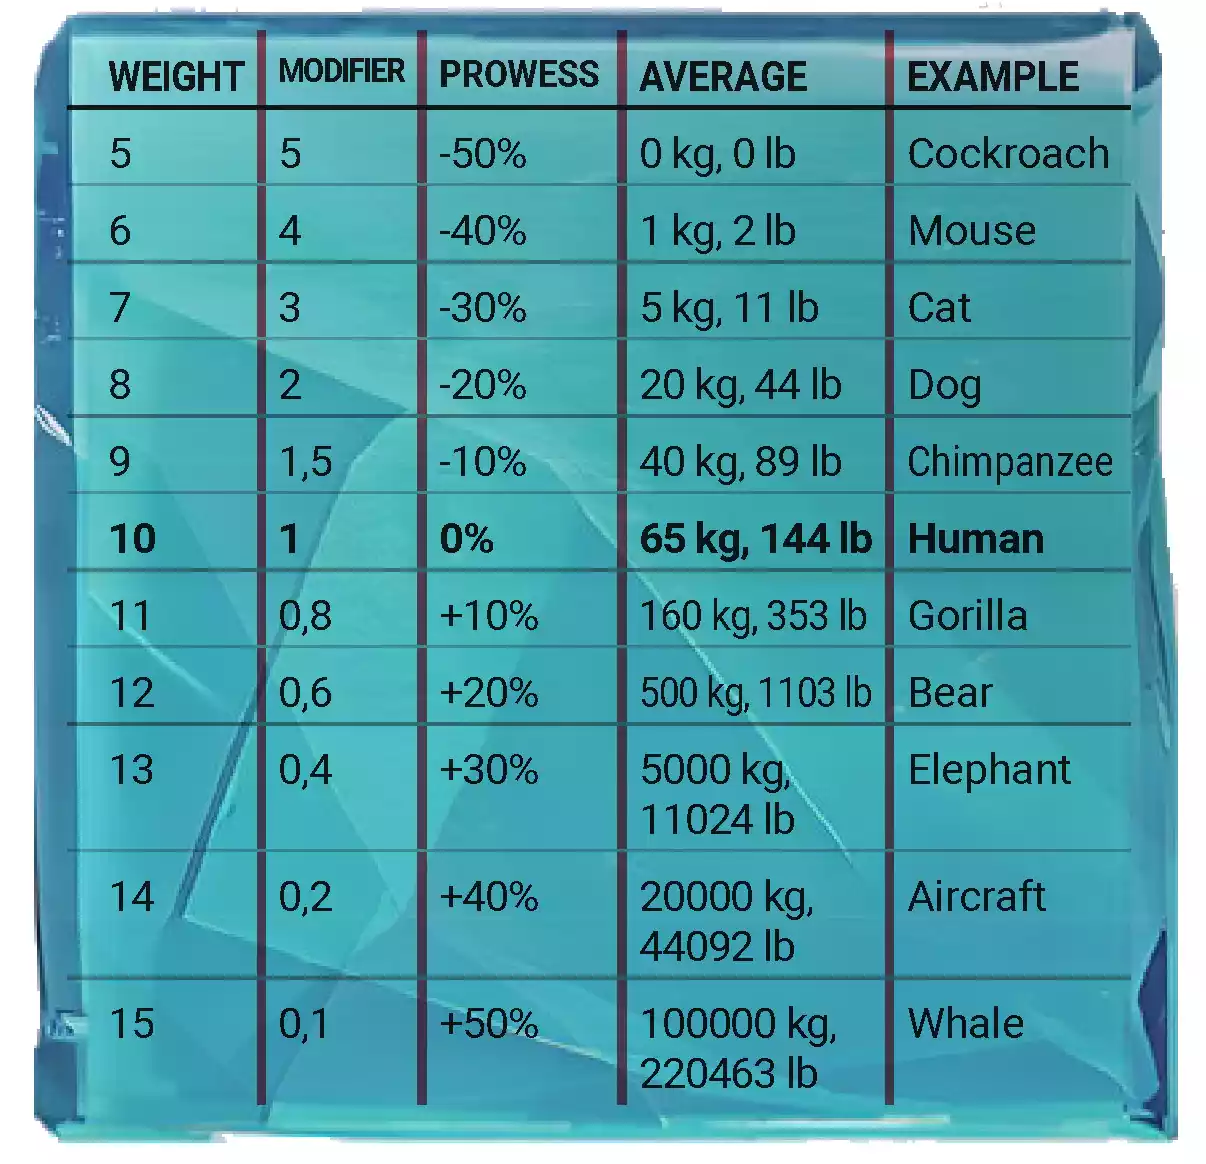 WEIGHT MODIFIER PROWESS AVERAGE EXAMPLE
5 5 -50% 0 kg, 0 lb Cockroach
6 4 -40% 1 kg, 2 lb Mouse
7 3 -30% 5 kg, 11 lb Cat
8 2 -20% 20 kg, 44 lb Dog
9 1,5 -10% 40 kg, 89 lb Chimpanzee
10 1 0% 65 kg, 144 lb Human
11 0,8 +10% 160 kg, 353 lb Gorilla
12 0,6 +20% 500 kg, 1103 lb Bear
13 0,4 +30% 5000 kg, Elephant
11024 lb
14 0,2 +40% 20000 kg, Aircraft
44092 lb
15 0,1 +50% 100000 kg, Whale
220463 lb